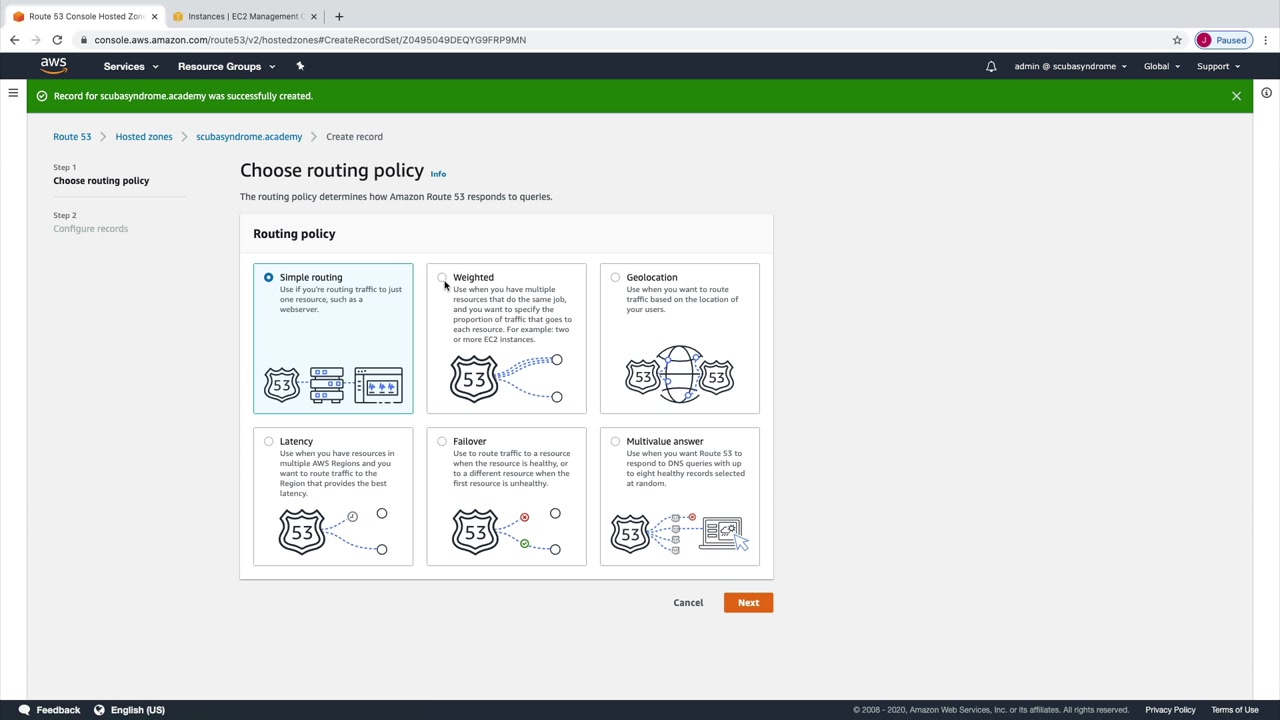 Route 53 Console Hosted Zon
Instances | EC2 Management C
console.aws.amazon.com/route53/v2/hostedzones#CreateRecordSet/Z0495049DEQYG9FRP9MN
J Paused
aws
Services
Resource Groups
admin @ scubasyndrome
Global
Support
Record for scubasyndrome.academy was successfully created.
Route 53
Hosted zones
scubasyndrome.academy
Create record
Step 1
Choose routing policy
Step 2
Configure records
Choose routing policy Info
The routing policy determines how Amazon Route 53 responds to queries.
Routing policy
Simple routing
Use if you're routing traffic to just
one resource, such as a
webserver.
53
Weighted
Use when you have multiple
resources that do the same job,
and you want to specify the
proportion of traffic that goes to
each resource. For example: two
or more EC2 instances.
53
Geolocation
Use when you want to route
traffic based on the location of
your users.
53
53
Latency
Use when you have resources in
multiple AWS Regions and you
want to route traffic to the
Region that provides the best
latency.
53
Failover
Use to route traffic to a resource
when the resource is healthy, or
to a different resource when the
first resource is unhealthy.
53
Multivalue answer
Use when you want Route 53 to
respond to DNS queries with up
to eight healthy records selected
at random.
53
Cancel
Next
Feedback
English (US)
© 2008 - 2020, Amazon Web Services, Inc. or its affiliates. All rights reserved.
Privacy Policy
Terms of Use